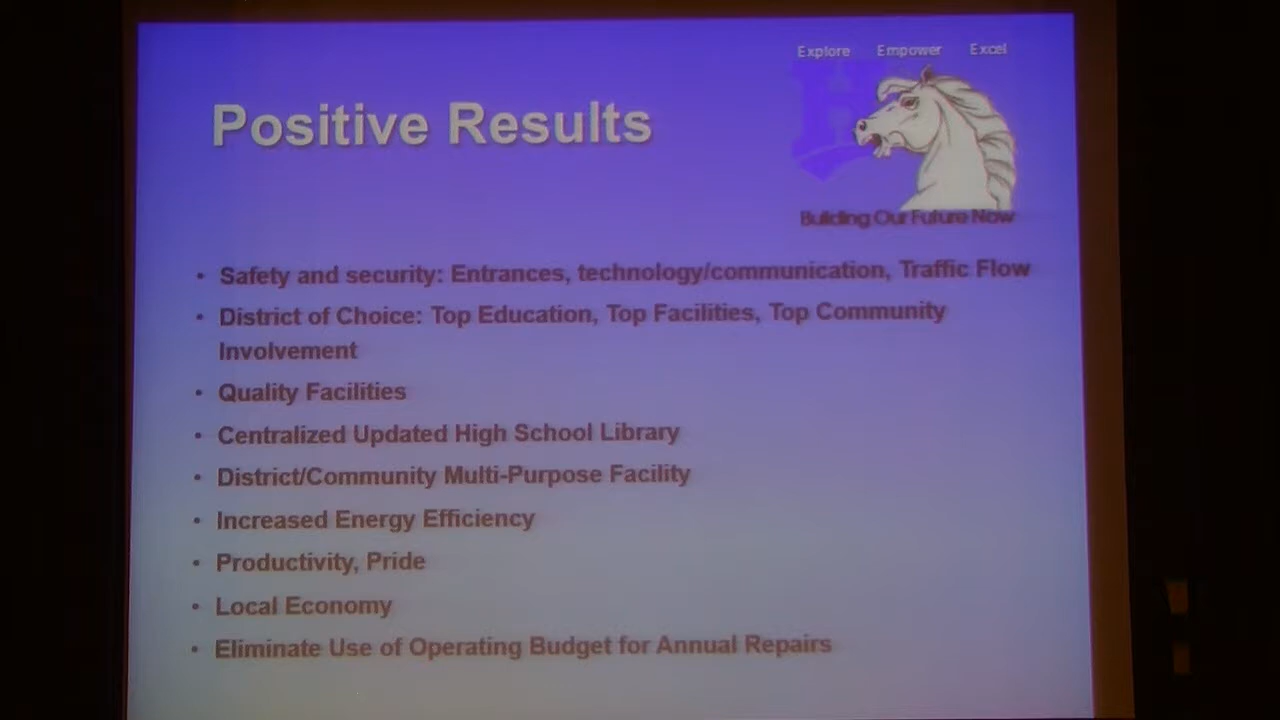 Explore Empower Excel
Positive Results
H
Building Our Future Now
• Safety and security: Entrances, technology/communication, Traffic Flow
• District of Choice: Top Education, Top Facilities, Top Community
Involvement
• Quality Facilities
• Centralized Updated High School Library
• District/Community Multi-Purpose Facility
• Increased Energy Efficiency
• Productivity, Pride
• Local Economy
• Eliminate Use of Operating Budget for Annual Repairs